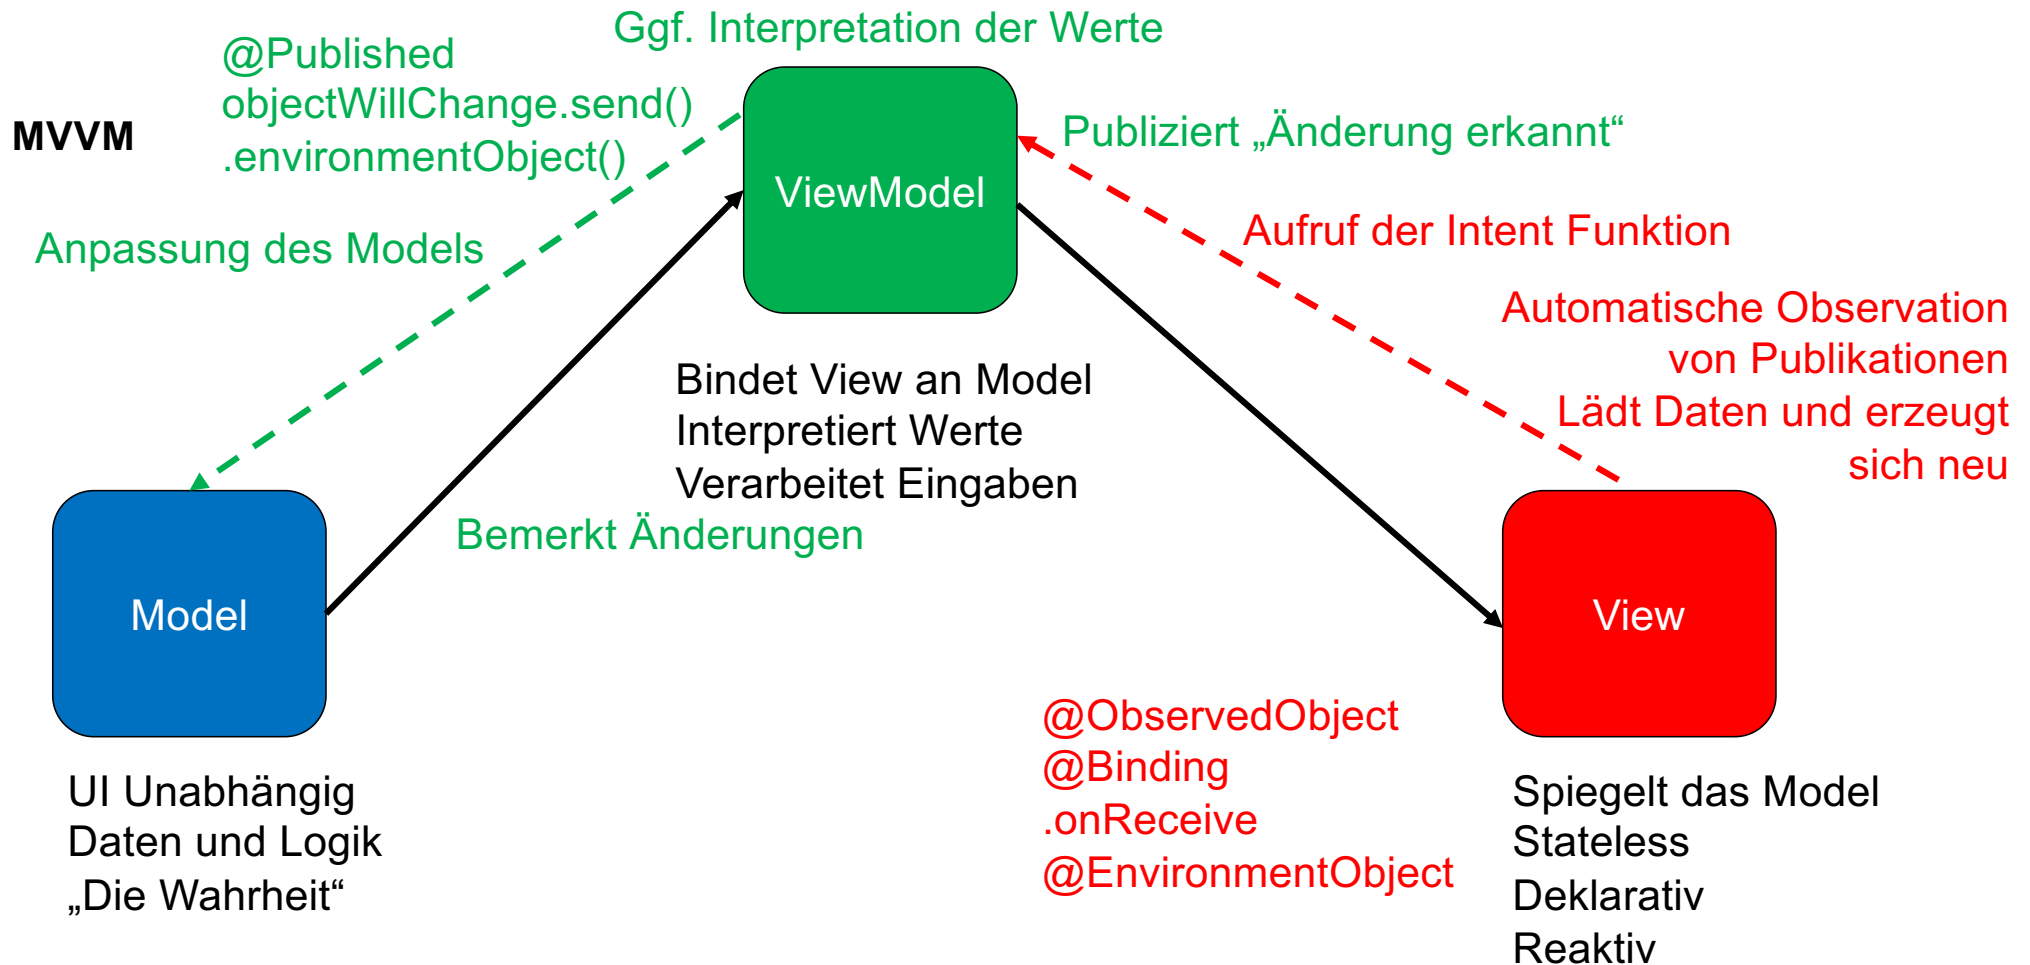 Ggf. Interpretation der Werte
@Published
objectWillChange.send()
.environmentObject()
MVVM
Publiziert „Änderung erkannt“
ViewModel
Anpassung des Models
Aufruf der Intent Funktion
Automatische Observation
von Publikationen
Lädt Daten und erzeugt
sich neu
Bindet View an Model
Interpretiert Werte
Verarbeitet Eingaben
Bemerkt Änderungen
Model
View
@ObservedObject
@Binding
.onReceive
@EnvironmentObject
UI Unabhängig
Daten und Logik
„Die Wahrheit“
Spiegelt das Model
Stateless
Deklarativ
Reaktiv